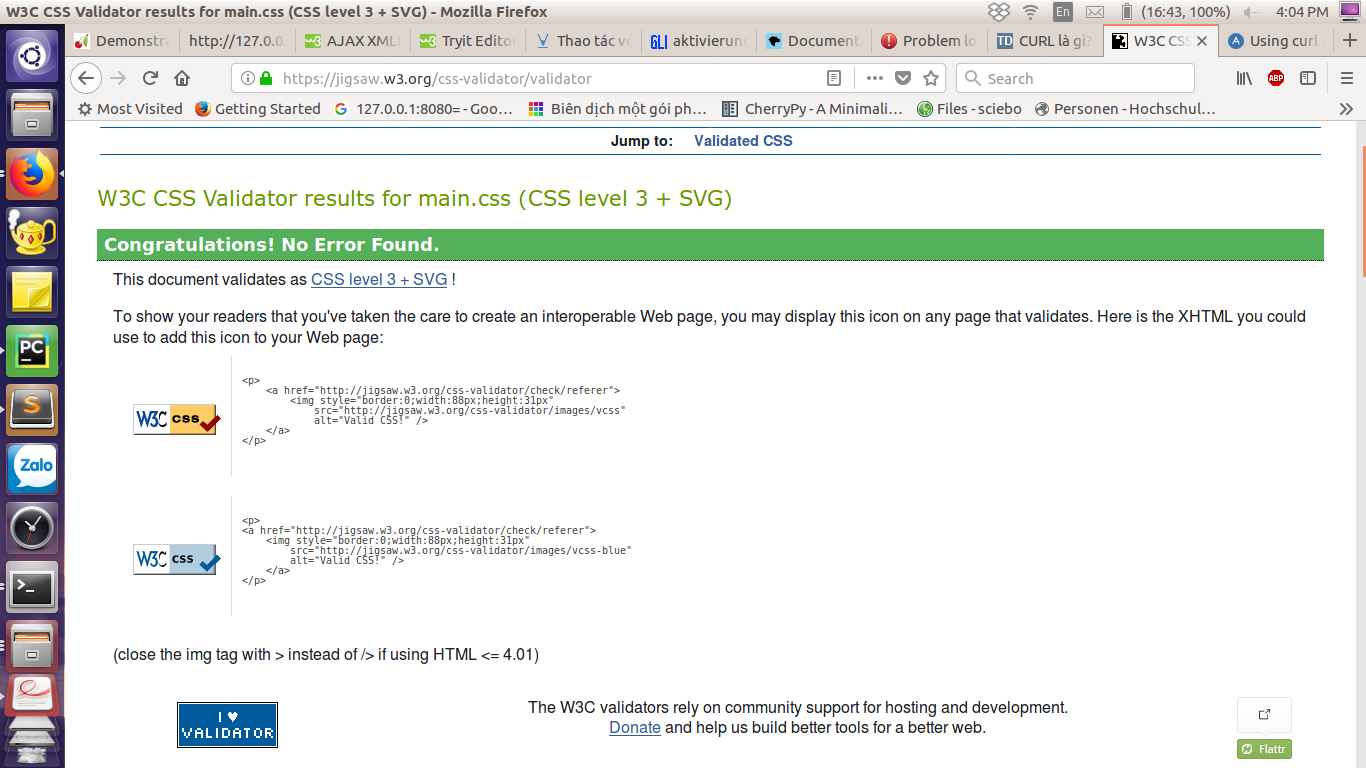 W3C CSS Validator results for main.css (CSS level 3 + SVG) - Mozilla Firefox
En (16:43, 100%) 4:04 PM
Demonstra http://127.0.0. AJAX XML Tryit Editor Thao tác v GLI aktivierung Document Problem lo TD CURL là gì? W3C CSS Using curl
https://jigsaw.w3.org/css-validator/validator
Search
ABP
Most Visited Getting Started 127.0.0.1:8080= - Goo… Biên dịch một gói ph… CherryPy - A Minimali… Files - sciebo Personen - Hochschul…
Jump to: Validated CSS
W3C CSS Validator results for main.css (CSS level 3 + SVG)
Congratulations! No Error Found.
This document validates as CSS level 3 + SVG !
To show your readers that you've taken the care to create an interoperable Web page, you may display this icon on any page that validates. Here is the XHTML you could
use to add this icon to your Web page:
W3C css
<p>
<a href="http://jigsaw.w3.org/css-validator/check/referer">
<img style="border:0;width:88px;height:31px"
src="http://jigsaw.w3.org/css-validator/images/vcss"
alt="Valid CSS!" />
</a>
</p>
W3C css
<p>
<a href="http://jigsaw.w3.org/css-validator/check/referer">
<img style="border:0;width:88px;height:31px"
src="http://jigsaw.w3.org/css-validator/images/vcss-blue"
alt="Valid CSS!" />
</a>
</p>
(close the img tag with > instead of /> if using HTML <= 4.01)
I ♥
VALIDATOR
The W3C validators rely on community support for hosting and development.
Donate and help us build better tools for a better web.
Flattr
PC
S
Zalo
>_